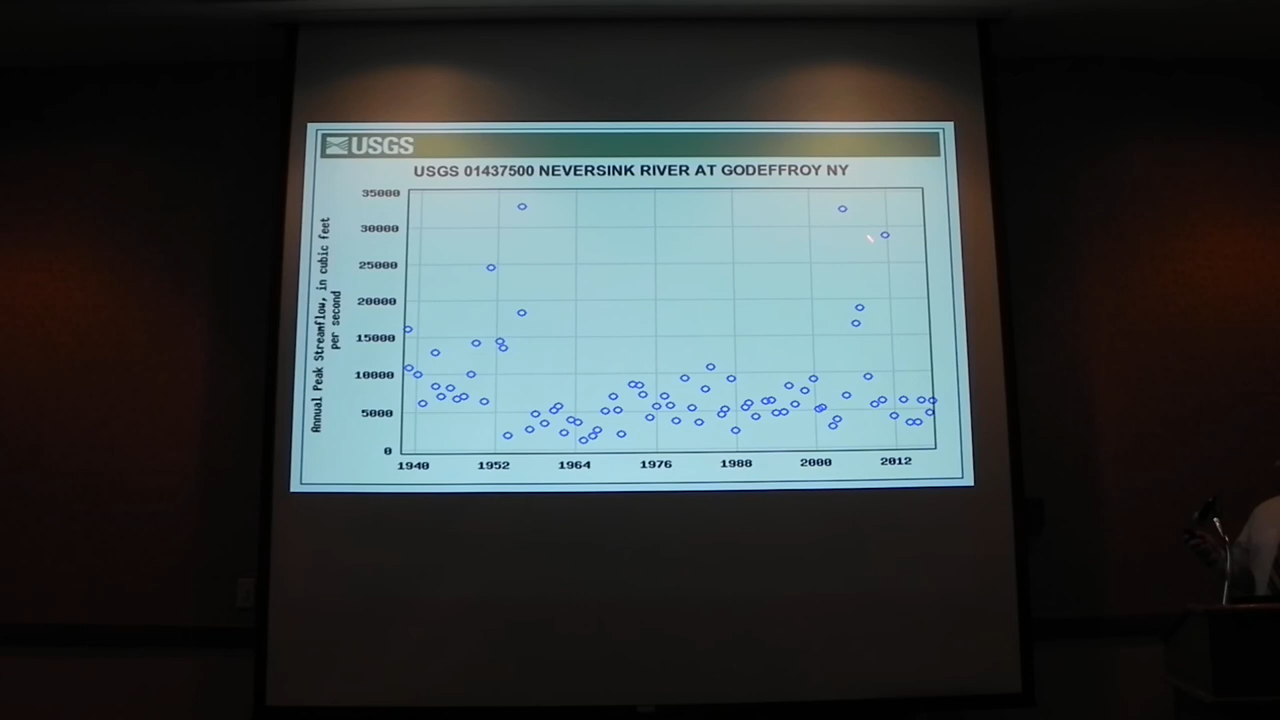 USGS
USGS 01437500 NEVERSINK RIVER AT GODEFFROY NY
Annual Peak Streamflow, in cubic feet
per second
35000
30000
25000
20000
15000
10000
5000
0
1940 1952 1964 1976 1988 2000 2012